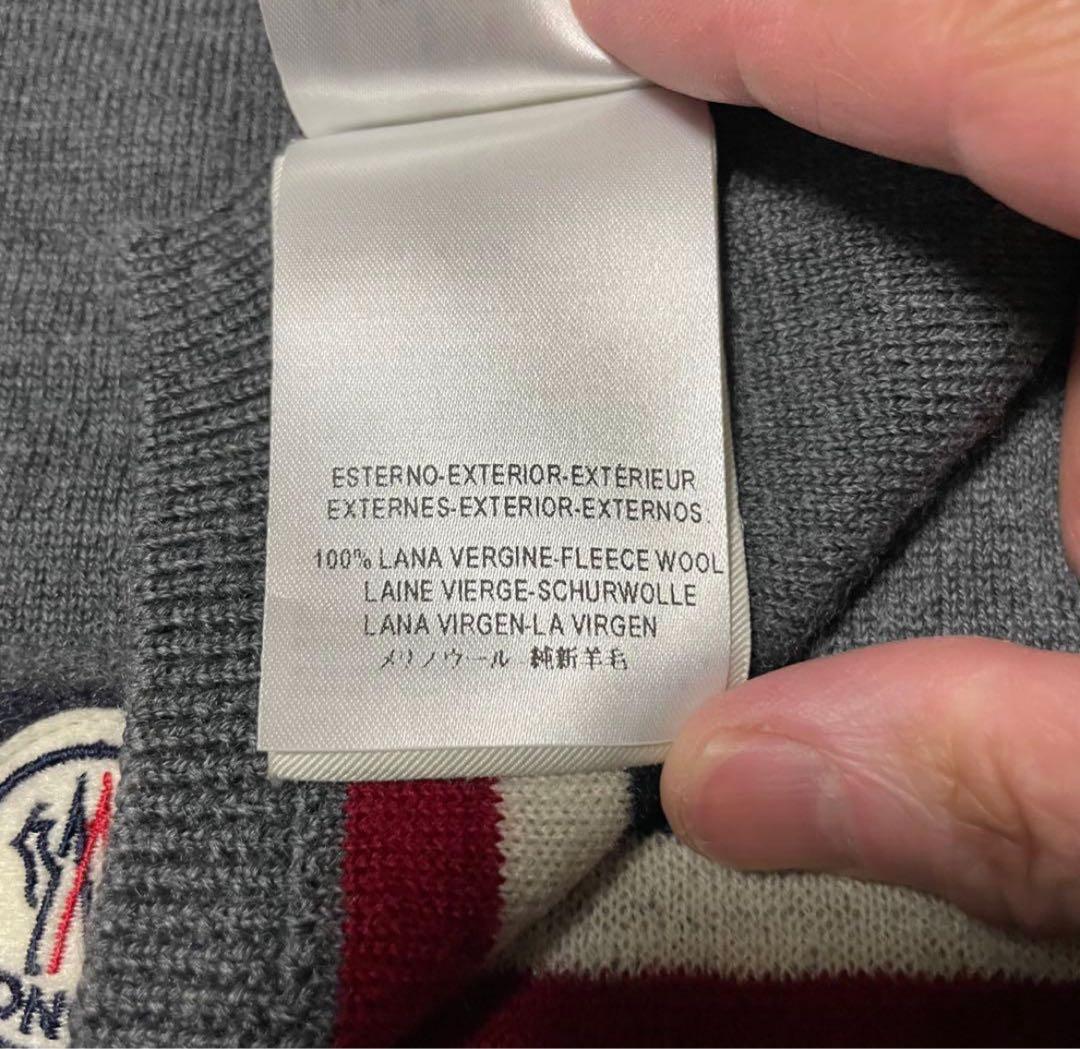 ESTERNO-EXTERIOR-EXTÉRIEUR
EXTERNES-EXTERIOR-EXTERNOS.
100% LANA VERGINE-FLEECE WOOL
LAINE VIERGE-SCHURWOLLE
LANA VIRGEN-LA VIRGEN
メリノウール 純新羊毛
ON